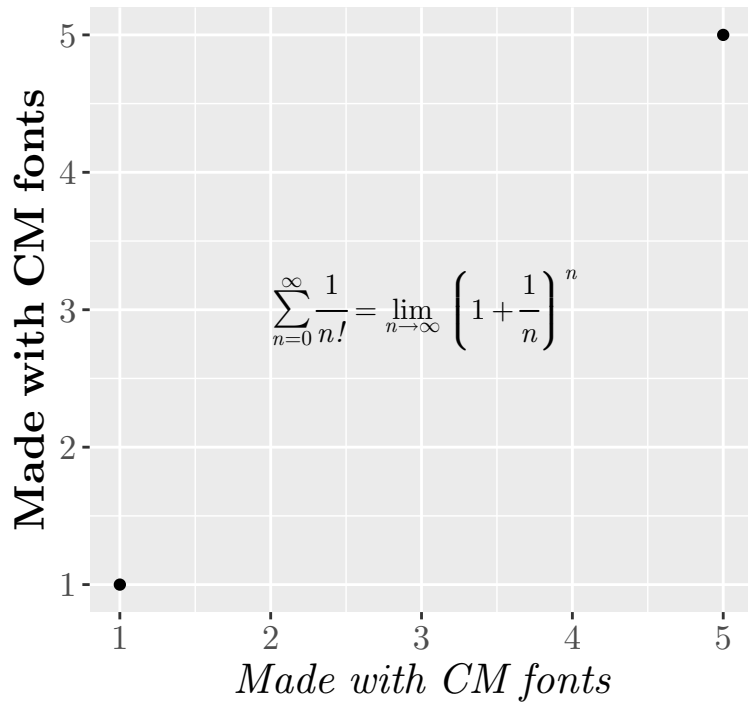 Made with CM fonts
5
4
3
2
1
∞ 1 1 n
∑ — = lim ( 1 + — )
n=0 n! n→∞ n
1 2 3 4 5
Made with CM fonts